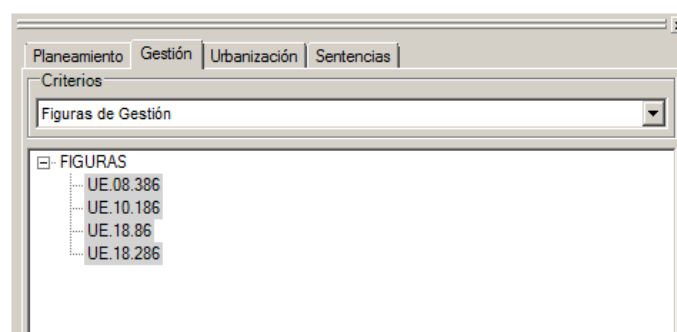 Planeamiento Gestión Urbanización Sentencias
Criterios
Figuras de Gestión
FIGURAS
UE.08.386
UE.10.186
UE.18.86
UE.18.286